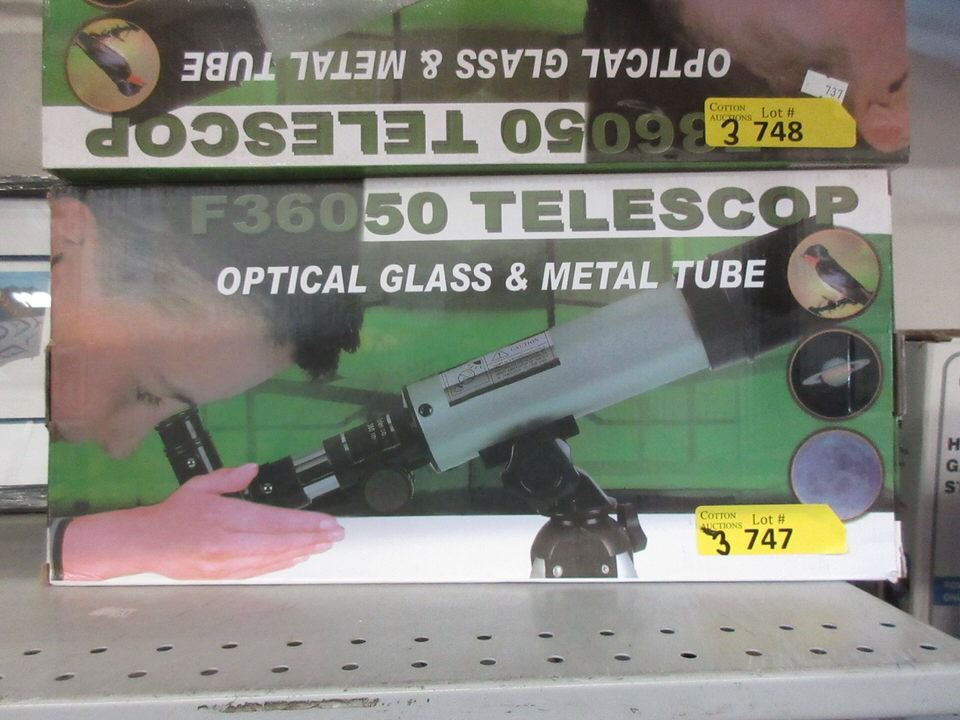 OPTICAL GLASS & METAL TUBE
737
COTTON
AUCTIONS
Lot #
3 748
36050 TELESCOP
F36050 TELESCOP
OPTICAL GLASS & METAL TUBE
CAUTION
COTTON
AUCTIONS
Lot #
3 747
H
G
S